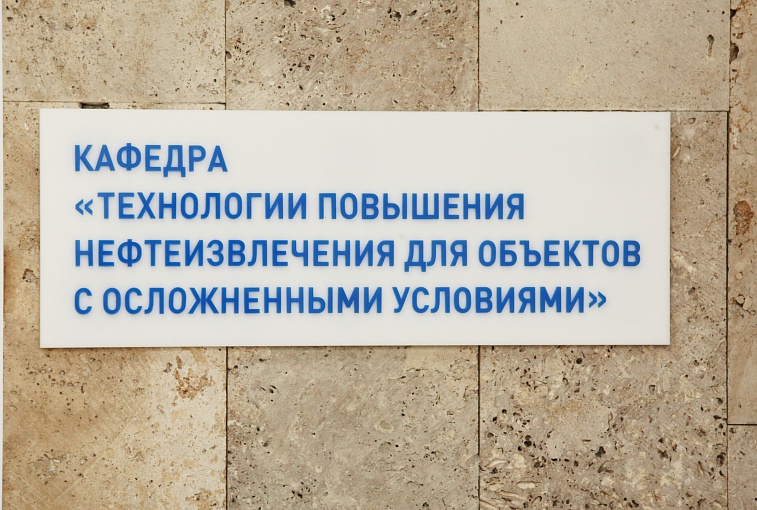 КАФЕДРА
«ТЕХНОЛОГИИ ПОВЫШЕНИЯ
НЕФТЕИЗВЛЕЧЕНИЯ ДЛЯ ОБЪЕКТОВ
С ОСЛОЖНЕННЫМИ УСЛОВИЯМИ»